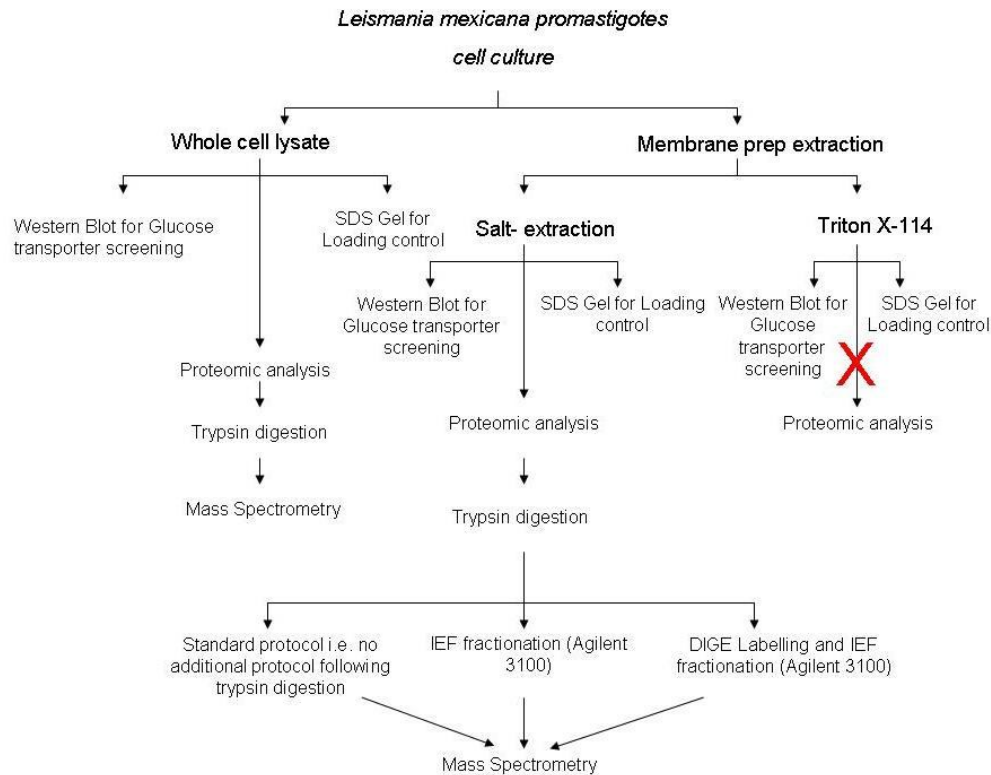 Leismania mexicana promastigotes
cell culture
Whole cell lysate
Membrane prep extraction
Western Blot for Glucose
transporter screening
SDS Gel for
Loading control
Salt- extraction
Triton X-114
Western Blot for
Glucose transporter
screening
SDS Gel for Loading
control
Western Blot for
Glucose
transporter
screening
SDS Gel for
Loading control
X
Proteomic analysis
Proteomic analysis
Proteomic analysis
Trypsin digestion
Mass Spectrometry
Trypsin digestion
Standard protocol i.e. no
additional protocol following
trypsin digestion
IEF fractionation (Agilent
3100)
DIGE Labelling and IEF
fractionation (Agilent 3100)
Mass Spectrometry